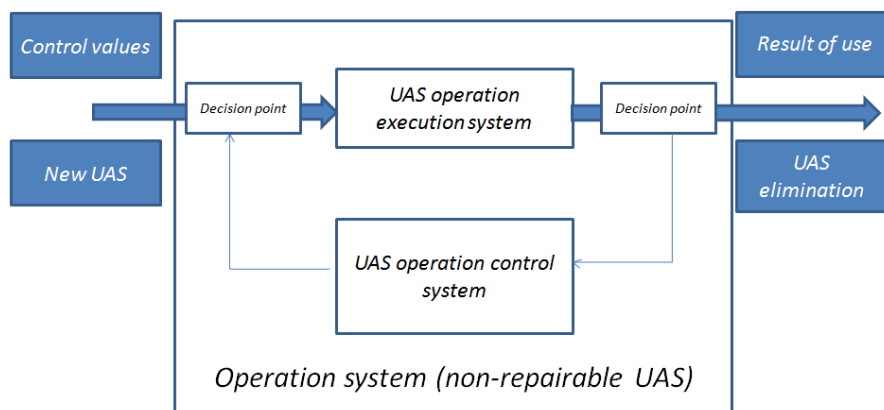 Control values
Result of use
Decision point
UAS operation
execution system
Decision point
New UAS
UAS
elimination
UAS operation control
system
Operation system (non-repairable UAS)